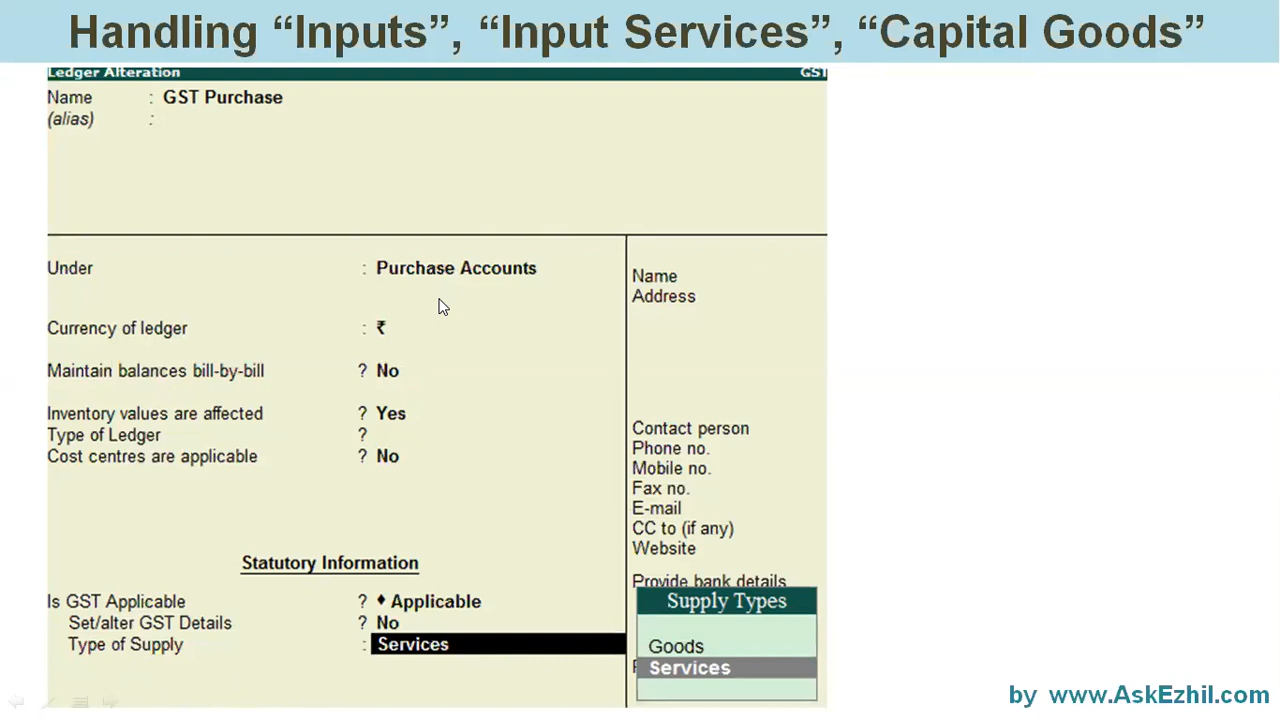 Handling “Inputs”, “Input Services”, “Capital Goods”
Ledger Alteration GST
Name : GST Purchase
(alias) :
Under : Purchase Accounts
Name
Address
Currency of ledger : ₹
Maintain balances bill-by-bill ? No
Inventory values are affected ? Yes
Type of Ledger ?
Cost centres are applicable ? No
Contact person
Phone no.
Mobile no.
Fax no.
E-mail
CC to (if any)
Website
Provide bank details
Statutory Information
Is GST Applicable ? ♦ Applicable
Set/alter GST Details ? No
Type of Supply : Services
Supply Types
Goods
Services
by www.AskEzhil.com